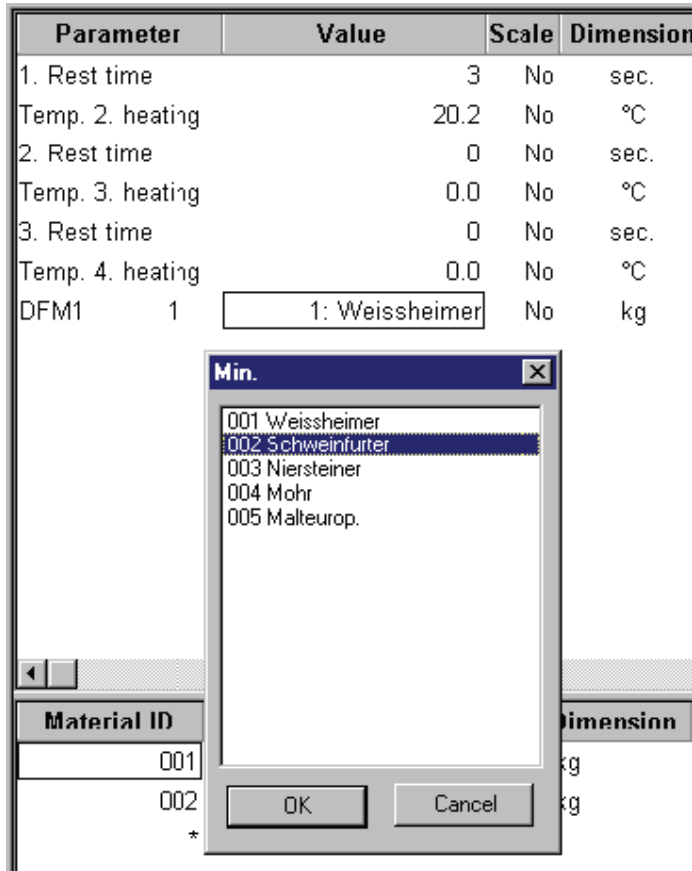 Parameter Value Scale Dimension
1. Rest time 3 No sec.
Temp. 2. heating 20.2 No °C
2. Rest time 0 No sec.
Temp. 3. heating 0.0 No °C
3. Rest time 0 No sec.
Temp. 4. heating 0.0 No °C
DFM1 1 1: Weissheimer No kg
Min.
001 Weissheimer
002 Schweinfurter
003 Niersteiner
004 Mohr
005 Malteurop.
Material ID Dimension
001 kg
002 kg
*
OK Cancel